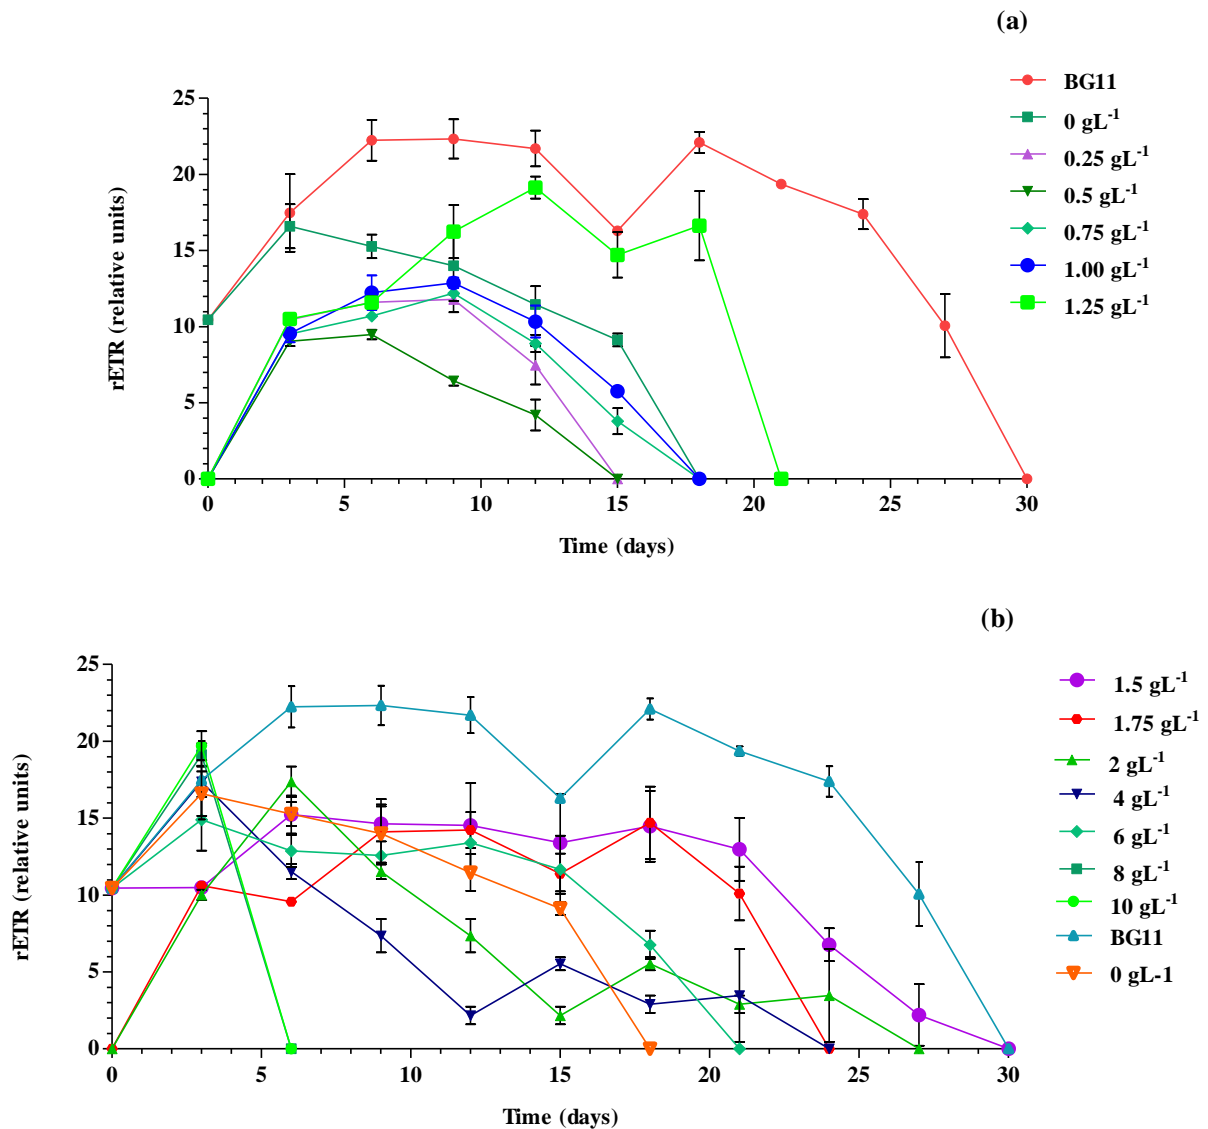 (a)
BG11
0 gL-1
0.25 gL-1
0.5 gL-1
0.75 gL-1
1.00 gL-1
1.25 gL-1
25
20
15
10
5
0
rETR (relative units)
0 5 10 15 20 25 30
Time (days)
(b)
1.5 gL-1
1.75 gL-1
2 gL-1
4 gL-1
6 gL-1
8 gL-1
10 gL-1
BG11
0 gL-1
25
20
15
10
5
0
rETR (relative units)
0 5 10 15 20 25 30
Time (days)